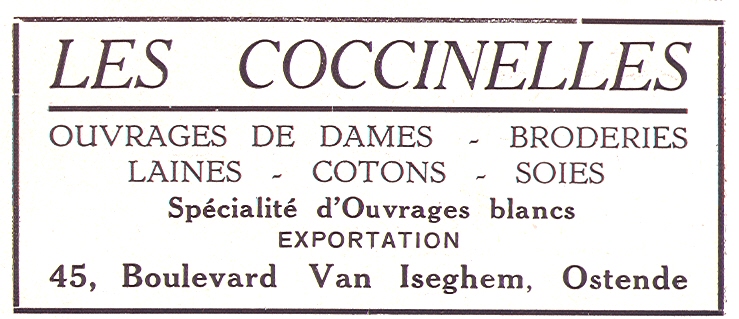 LES COCCINELLES
OUVRAGES DE DAMES - BRODERIES
LAINES - COTONS - SOIES
Spécialité d'Ouvrages blancs
EXPORTATION
45, Boulevard Van Iseghem, Ostende